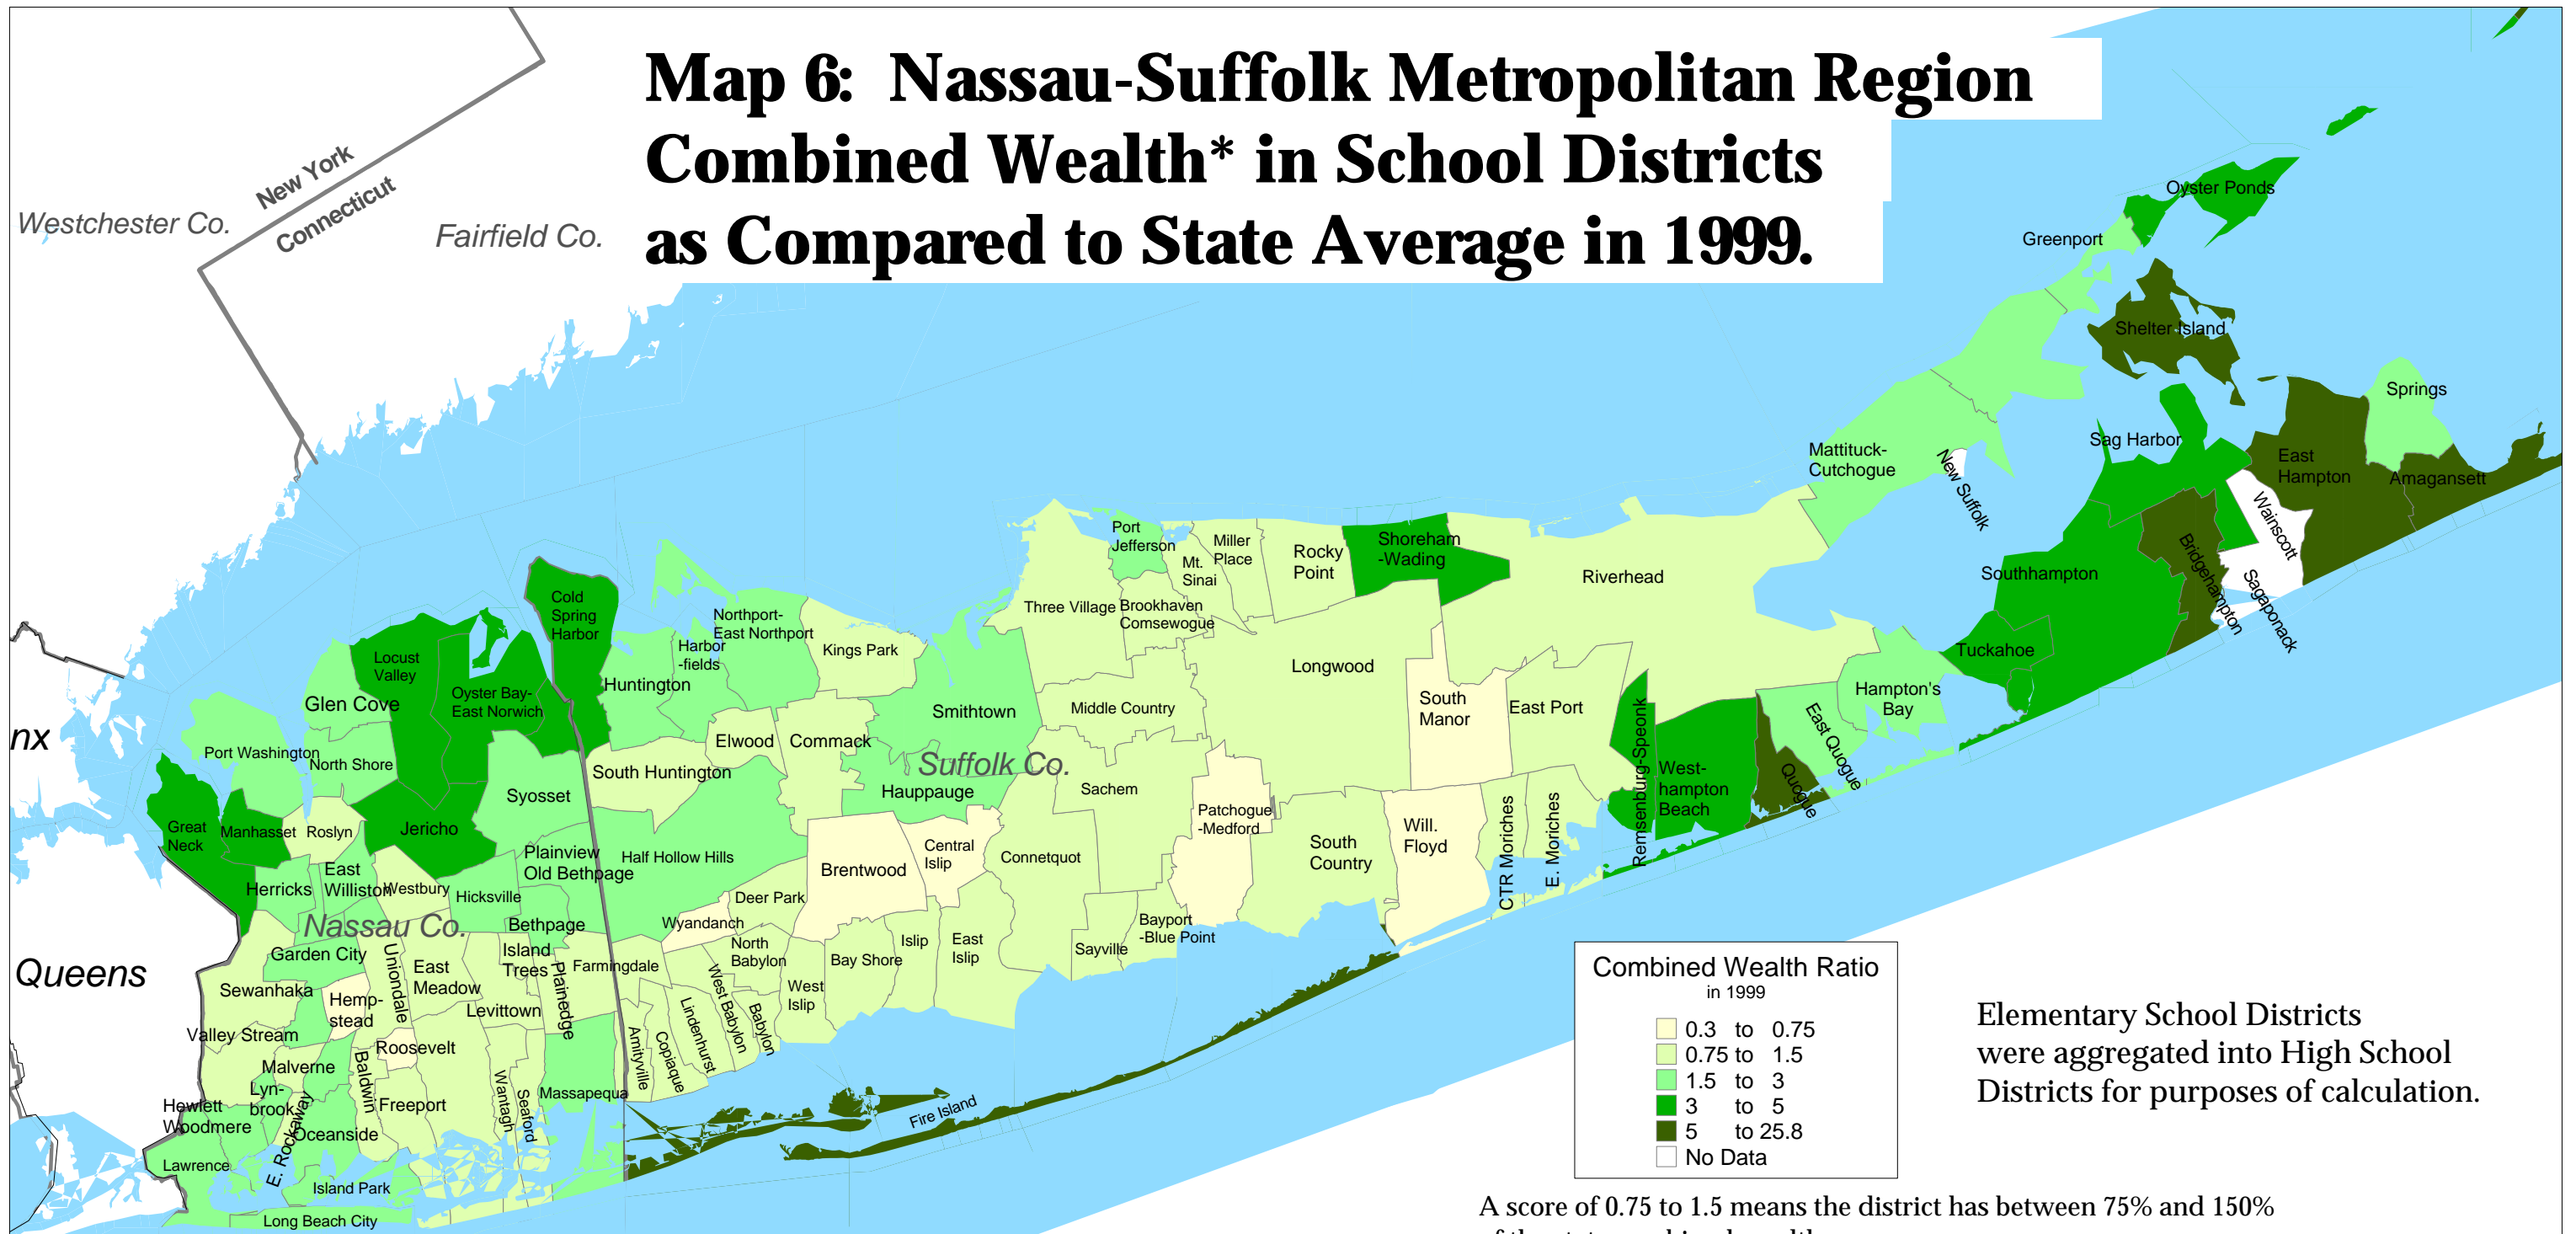 Map 6: Nassau-Suffolk Metropolitan Region
Combined Wealth* in School Districts
as Compared to State Average in 1999.
New York
Connecticut
Westchester Co.
Fairfield Co.
Oyster Ponds
Greenport
Shelter Island
Springs
Sag Harbor
East
Hampton
Amagansett
Mattituck-
Cutchogue
New Suffolk
Wainscott
Sagaponack
Bridgehampton
Southhampton
Tuckahoe
Hampton's
Bay
East Quogue
Quogue
West-
hampton
Beach
Remsenburg-Speonk
Riverhead
Shoreham
-Wading
Rocky
Point
Miller
Place
Mt.
Sinai
Port
Jefferson
Three Village
Brookhaven
Comsewogue
Longwood
South
Manor
East Port
Middle Country
Sachem
Patchogue
-Medford
South
Country
Will.
Floyd
CTR Moriches
E. Moriches
Cold
Spring
Harbor
Northport-
East Northport
Harbor
-fields
Huntington
Kings Park
Smithtown
Elwood
Commack
Suffolk Co.
Hauppauge
South Huntington
Half Hollow Hills
Brentwood
Central
Islip
Connetquot
Deer Park
Wyandanch
North
Babylon
West
Islip
Bay Shore
Islip
East
Islip
Sayville
Bayport
-Blue Point
West Babylon
Babylon
Lindenhurst
Copiaque
Amityville
Fire Island
Locust
Valley
Oyster Bay-
East Norwich
Glen Cove
Port Washington
North Shore
Syosset
Great
Neck
Manhasset
Roslyn
Jericho
Plainview
Old Bethpage
Herricks
East
Williston
Westbury
Hicksville
Bethpage
Nassau Co.
Garden City
Uniondale
East
Meadow
Island
Trees
Plainedge
Farmingdale
Levittown
Sewanhaka
Hemp-
stead
Valley Stream
Roosevelt
Malverne
Baldwin
Lyn-
brook
Freeport
Wantagh
Seaford
Massapequa
Hewlett
Woodmere
E. Rockaway
Oceanside
Lawrence
Island Park
Long Beach City
nx
Queens
Combined Wealth Ratio
in 1999
0.3 to 0.75
0.75 to 1.5
1.5 to 3
3 to 5
5 to 25.8
No Data
Elementary School Districts
were aggregated into High School
Districts for purposes of calculation.
A score of 0.75 to 1.5 means the district has between 75% and 150%